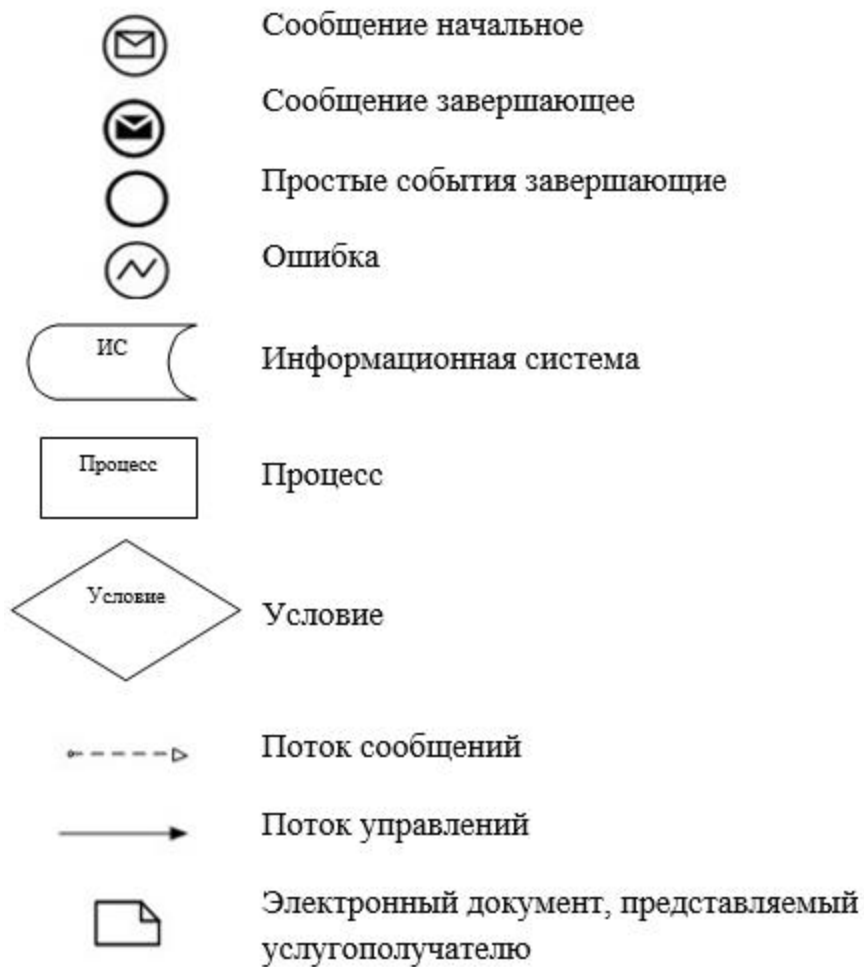 Сообщение начальное
Сообщение завершающее
Простые события завершающие
Ошибка
ИС
Информационная система
Процесс
Процесс
Условие
Условие
Поток сообщений
Поток управлений
Электронный документ, представляемый
услугополучателю